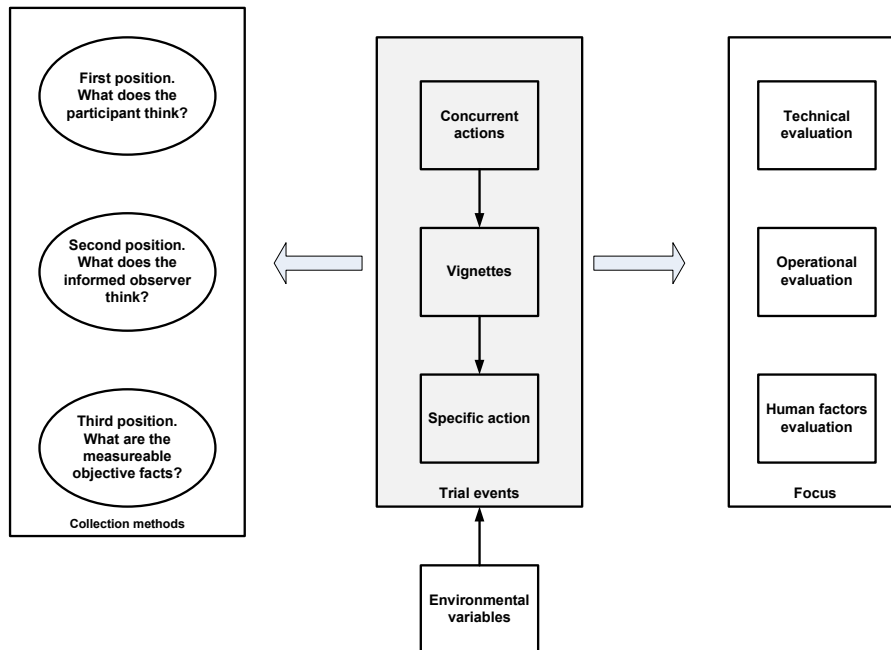 First position.
What does the
participant think?
Second position.
What does the
informed observer
think?
Third position.
What are the
measureable
objective facts?
Collection methods
Concurrent
actions
Vignettes
Specific action
Trial events
Environmental
variables
Technical
evaluation
Operational
evaluation
Human factors
evaluation
Focus